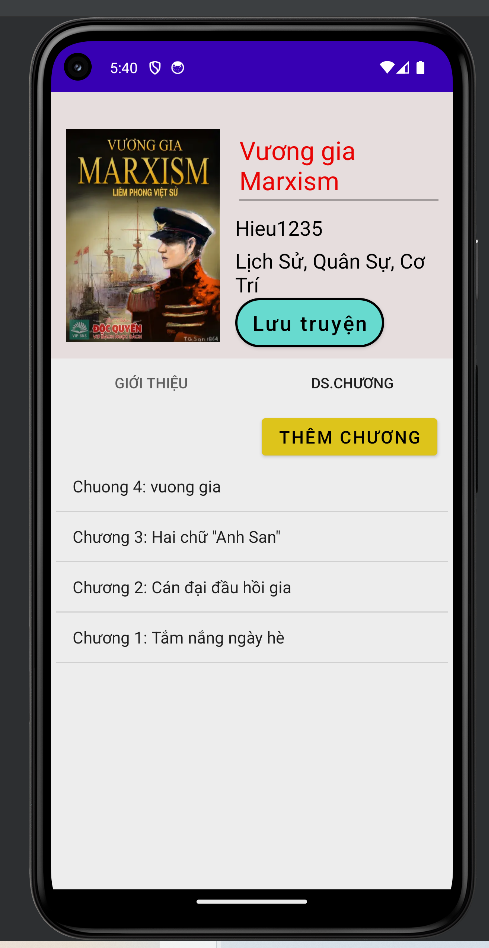 5:40
VƯƠNG GIA
MARXISM
LIÊM PHONG VIỆT SỬ
ĐỘC QUYỀN
Vương gia
Marxism
Hieu1235
Lịch Sử, Quân Sự, Cơ
Trí
Lưu truyện
GIỚI THIỆU
DS.CHƯƠNG
THÊM CHƯƠNG
Chuong 4: vuong gia
Chương 3: Hai chữ "Anh San"
Chương 2: Cán đại đầu hồi gia
Chương 1: Tắm nắng ngày hè